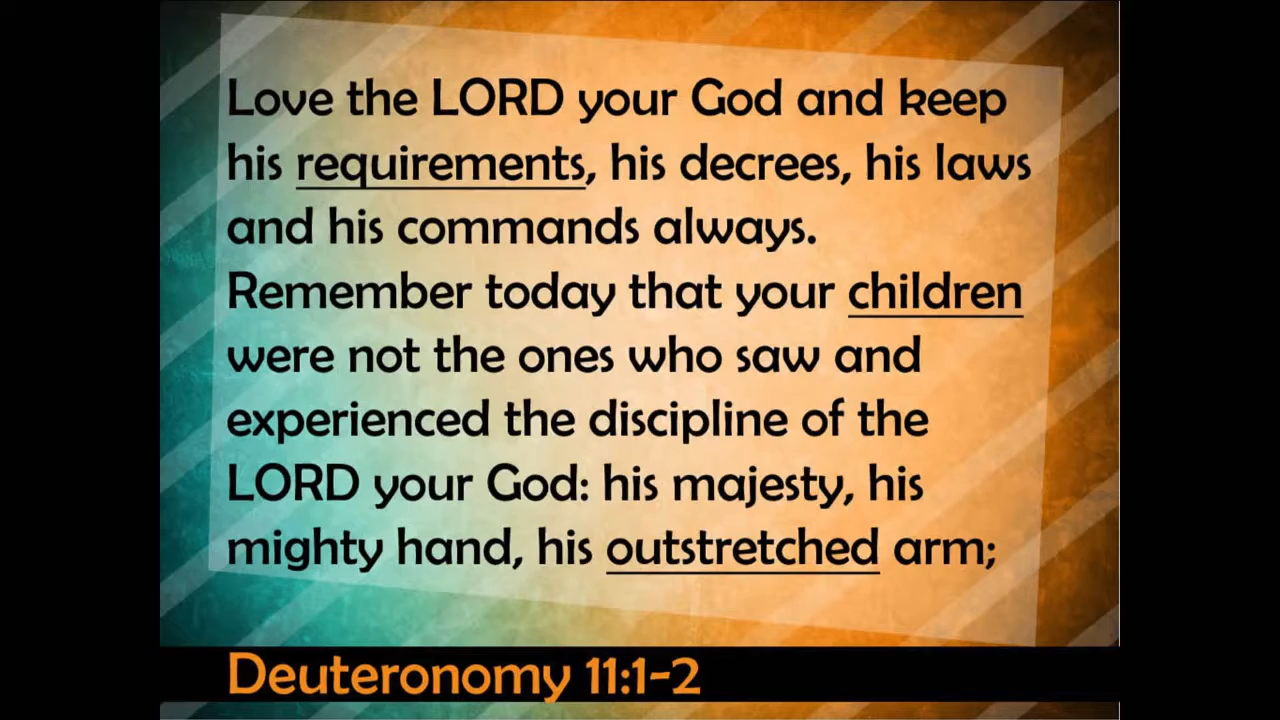 Love the LORD your God and keep
his requirements, his decrees, his laws
and his commands always.
Remember today that your children
were not the ones who saw and
experienced the discipline of the
LORD your God: his majesty, his
mighty hand, his outstretched arm;
Deuteronomy 11:1-2